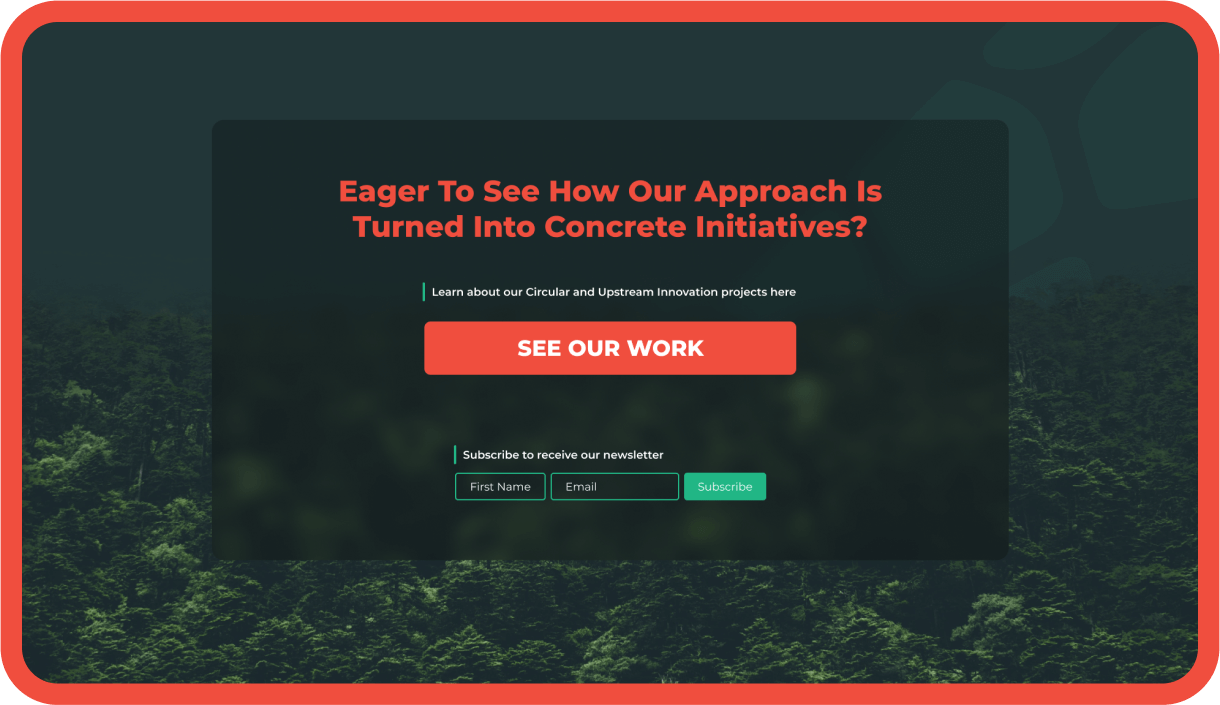 Eager To See How Our Approach Is
Turned Into Concrete Initiatives?
Learn about our Circular and Upstream Innovation projects here
SEE OUR WORK
Subscribe to receive our newsletter
First Name Email Subscribe